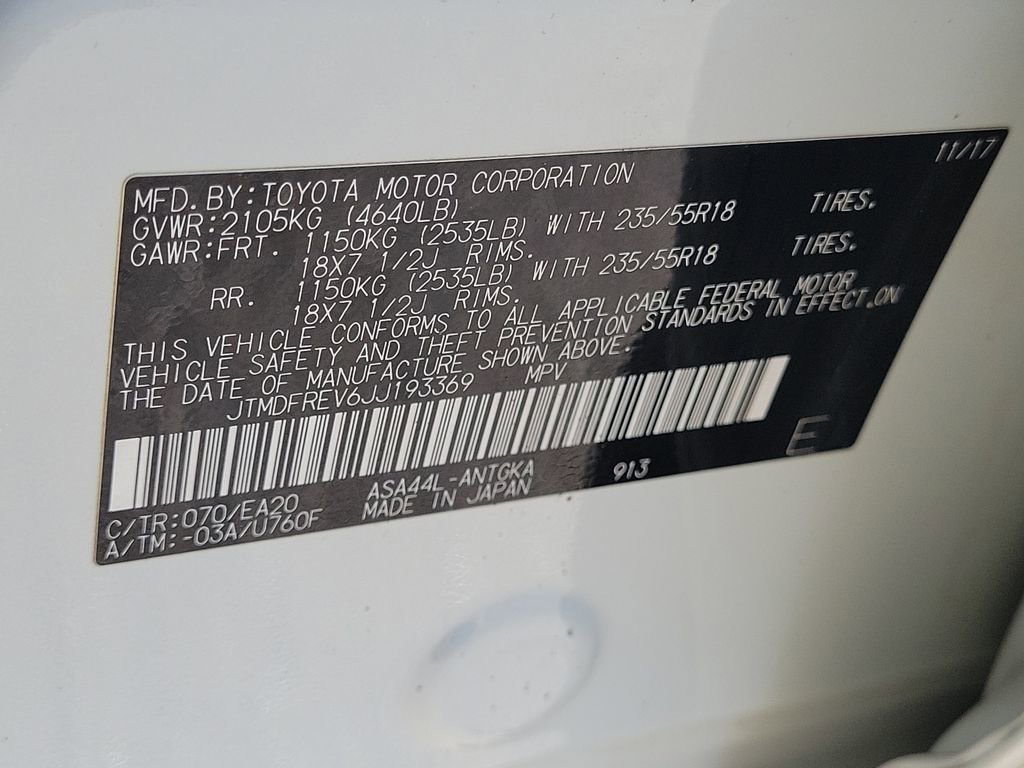 11/17
MFD.BY:TOYOTA MOTOR CORPORATION
GVWR:2105KG (4640LB)
GAWR:FRT. 1150KG (2535LB) WITH 235/55R18 TIRES.
18X7 1/2J RIMS.
RR. 1150KG (2535LB) WITH 235/55R18 TIRES.
18X7 1/2J RIMS.
THIS VEHICLE CONFORMS TO ALL APPLICABLE FEDERAL MOTOR
VEHICLE SAFETY AND THEFT PREVENTION STANDARDS IN EFFECT ON
THE DATE OF MANUFACTURE SHOWN ABOVE.
JTMDFREV6JJ193369 MPV
E
C/TR:070/EA20 ASA44L-ANTGKA 913
A/TM:-03A/U760F MADE IN JAPAN